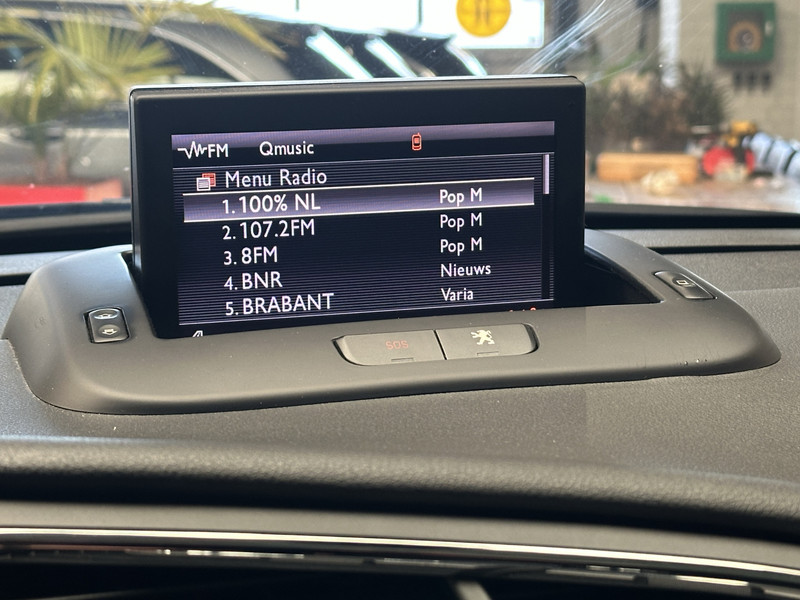 FM Qmusic
Menu Radio
1. 100% NL Pop M
2. 107.2FM Pop M
3. 8FM Pop M
4. BNR Nieuws
5. BRABANT Varia
SOS